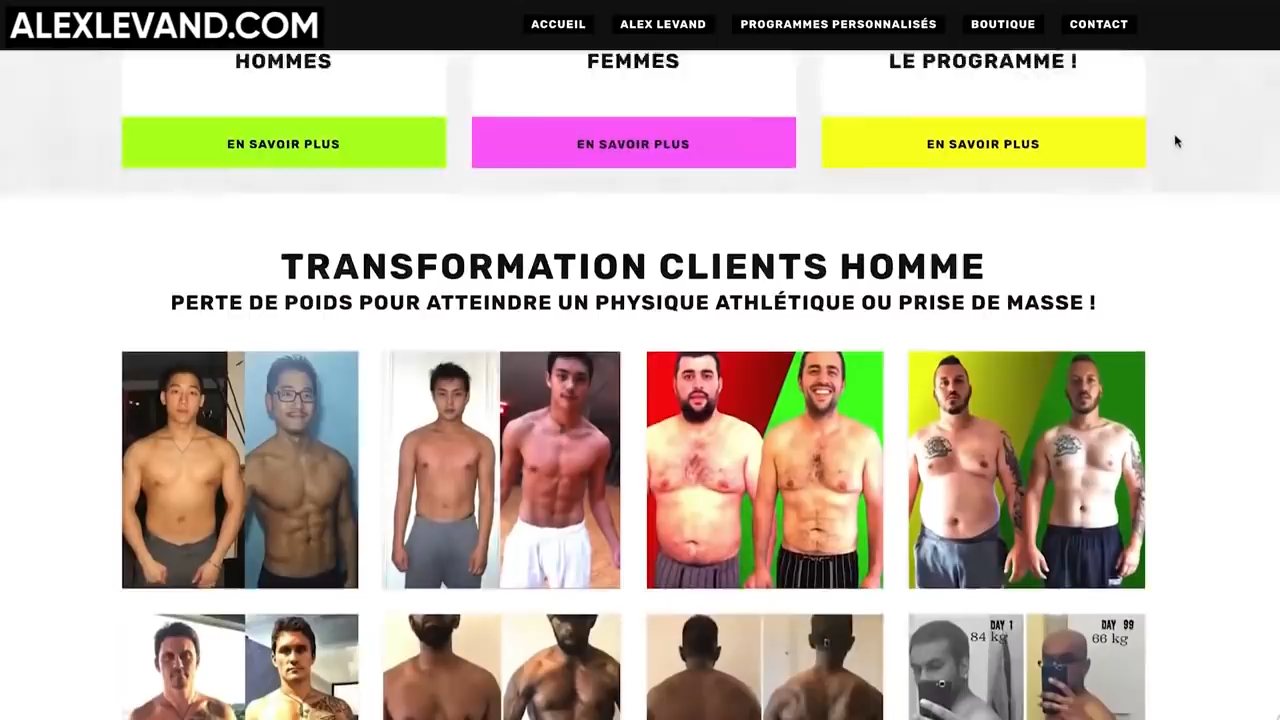 ALEXLEVAND.COM
ACCUEIL ALEX LEVAND PROGRAMMES PERSONNALISÉS BOUTIQUE CONTACT
HOMMES FEMMES LE PROGRAMME !
EN SAVOIR PLUS EN SAVOIR PLUS EN SAVOIR PLUS
TRANSFORMATION CLIENTS HOMME
PERTE DE POIDS POUR ATTEINDRE UN PHYSIQUE ATHLÉTIQUE OU PRISE DE MASSE !
DAY 1 DAY 99
84 kg 66 kg